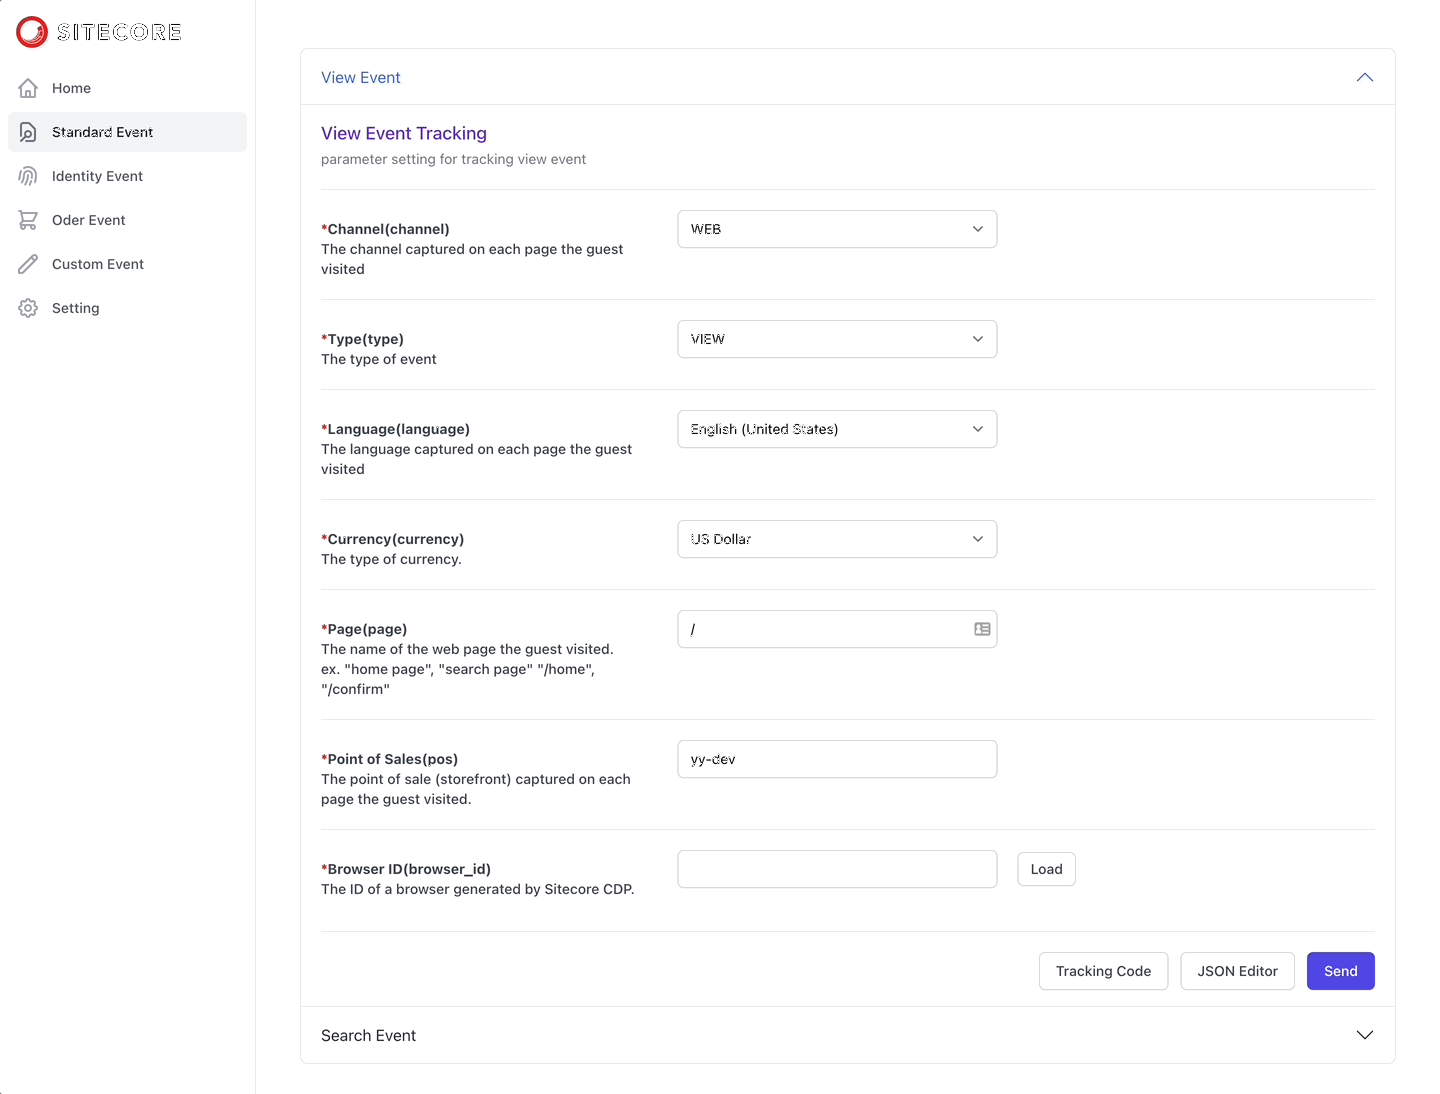 SITECORE
Home
Standard Event
Identity Event
Oder Event
Custom Event
Setting
View Event
View Event Tracking
parameter setting for tracking view event
*Channel(channel)
The channel captured on each page the guest
visited
WEB
*Type(type)
The type of event
VIEW
*Language(language)
The language captured on each page the guest
visited
English (United States)
*Currency(currency)
The type of currency.
US Dollar
*Page(page)
The name of the web page the guest visited.
ex. "home page", "search page" "/home",
"/confirm"
/
*Point of Sales(pos)
The point of sale (storefront) captured on each
page the guest visited.
yy-dev
*Browser ID(browser_id)
The ID of a browser generated by Sitecore CDP.
Load
Tracking Code
JSON Editor
Send
Search Event